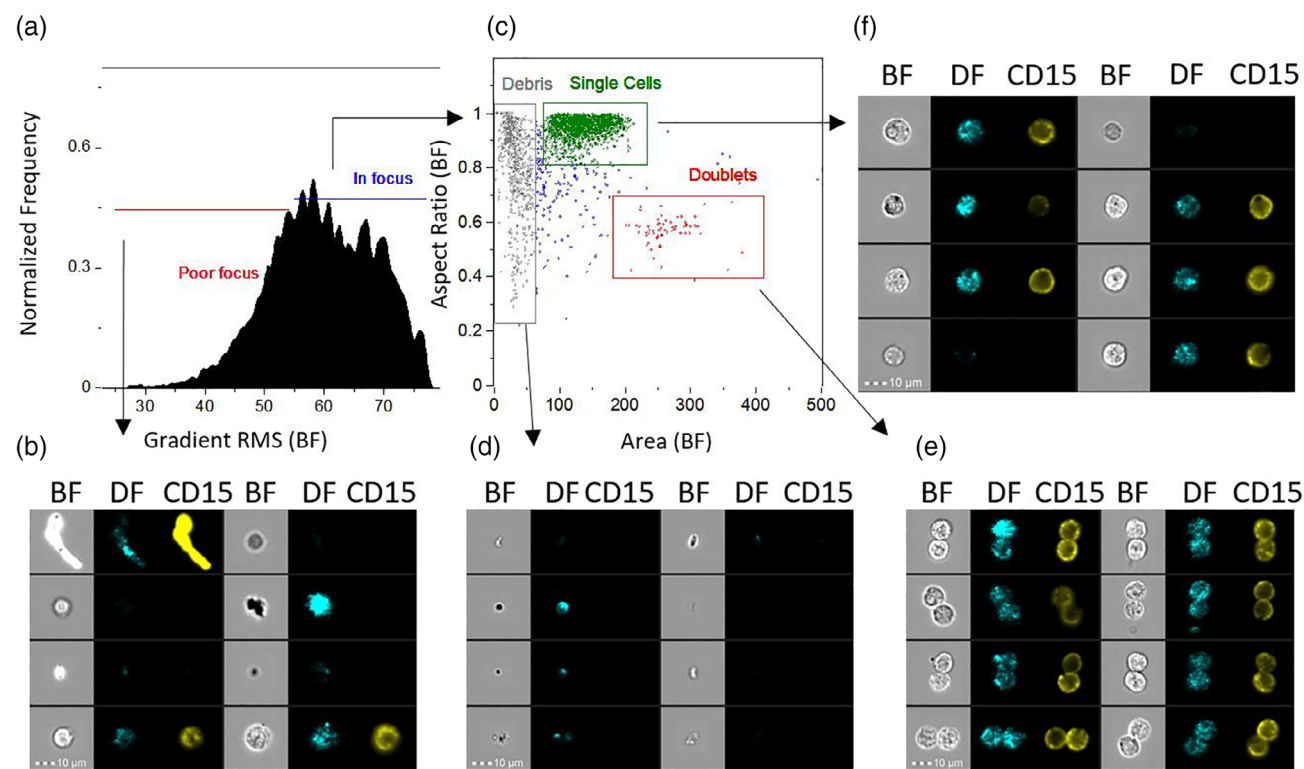 (a)
Normalized Frequency
0.6
0.3
0
In focus
Poor focus
30 40 50 60 70
Gradient RMS (BF)
(c)
Aspect Ratio (BF)
1
0.8
0.6
0.4
0.2
0
Debris
Single Cells
Doublets
0 100 200 300 400 500
Area (BF)
(f)
BF DF CD15 BF DF CD15
10 μm
(b)
BF DF CD15 BF DF CD15
10 μm
(d)
BF DF CD15 BF DF CD15
10 μm
(e)
BF DF CD15 BF DF CD15
10 μm